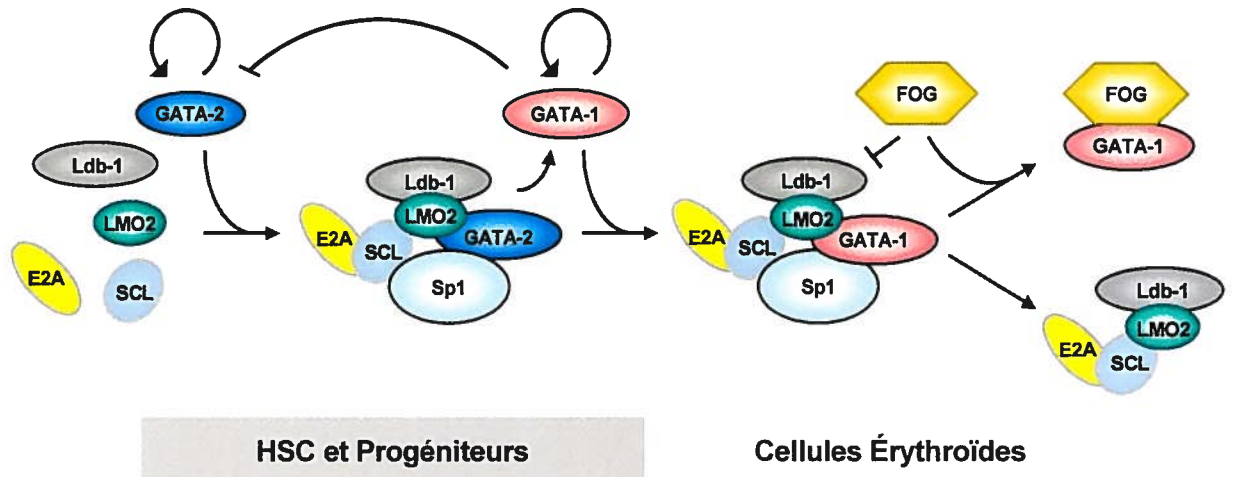 GATA-2
Ldb-1
LMO2
E2A
SCL
Ldb-1
LMO2
E2A
SCL
GATA-2
Sp1
GATA-1
Ldb-1
LMO2
E2A
SCL
GATA-1
Sp1
FOG
FOG
GATA-1
Ldb-1
LMO2
E2A
SCL
HSC et Progéniteurs
Cellules Érythroïdes